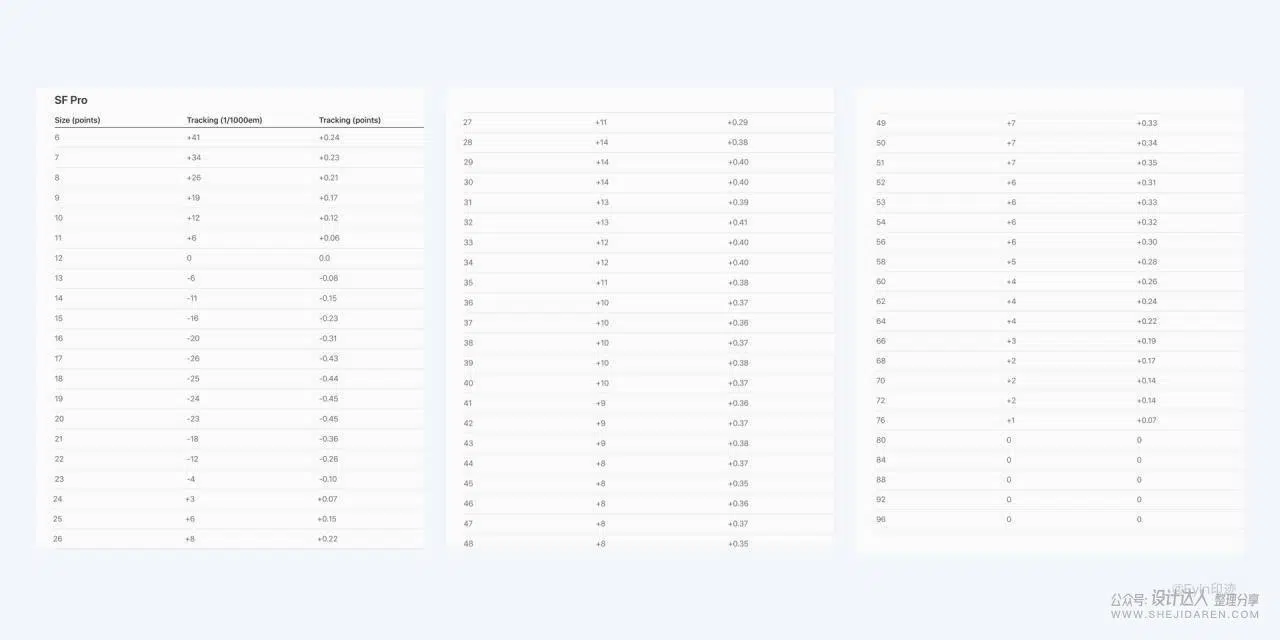 SF Pro
Size (points) Tracking (1/1000em) Tracking (points)
6 +41 +0.24
7 +34 +0.23
8 +26 +0.21
9 +19 +0.17
10 +12 +0.12
11 +6 +0.06
12 0 0.0
13 -6 -0.08
14 -11 -0.15
15 -16 -0.23
16 -20 -0.31
17 -26 -0.43
18 -25 -0.44
19 -24 -0.45
20 -23 -0.45
21 -18 -0.36
22 -12 -0.26
23 -4 -0.10
24 +3 +0.07
25 +6 +0.15
26 +8 +0.22
27 +11 +0.29
28 +14 +0.38
29 +14 +0.40
30 +14 +0.40
31 +13 +0.39
32 +13 +0.41
33 +12 +0.40
34 +12 +0.40
35 +11 +0.38
36 +10 +0.37
37 +10 +0.36
38 +10 +0.37
39 +10 +0.38
40 +10 +0.37
41 +9 +0.36
42 +9 +0.37
43 +9 +0.38
44 +8 +0.37
45 +8 +0.35
46 +8 +0.36
47 +8 +0.37
48 +8 +0.35
49 +7 +0.33
50 +7 +0.34
51 +7 +0.35
52 +6 +0.31
53 +6 +0.33
54 +6 +0.32
56 +6 +0.30
58 +5 +0.28
60 +4 +0.26
62 +4 +0.24
64 +4 +0.22
66 +3 +0.19
68 +2 +0.17
70 +2 +0.14
72 +2 +0.14
76 +1 +0.07
80 0 0
84 0 0
88 0 0
92 0 0
96 0 0
@Evin印迹
公众号: 设计达人 整理分享
WWW.SHEJIDAREN.COM